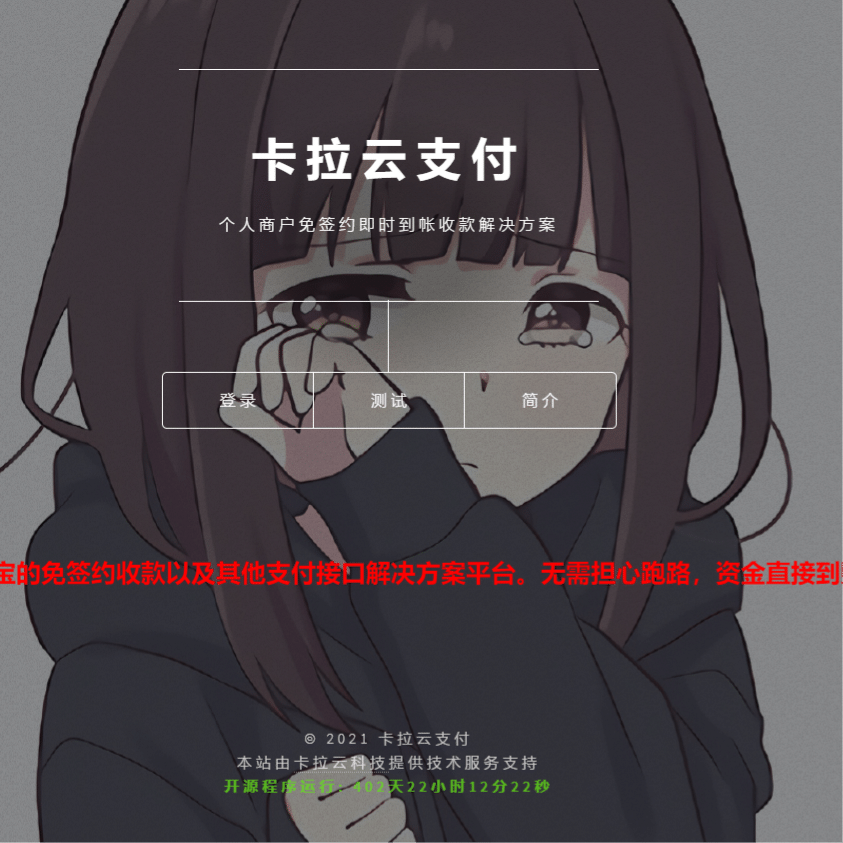 卡拉云支付
个人商户免签约即时到帐收款解决方案
登录
测试
简介
宝的免签约收款以及其他支付接口解决方案平台。无需担心跑路，资金直接到
© 2021 卡拉云支付
本站由卡拉云科技提供技术服务支持
开源程序运行：402天22小时12分22秒